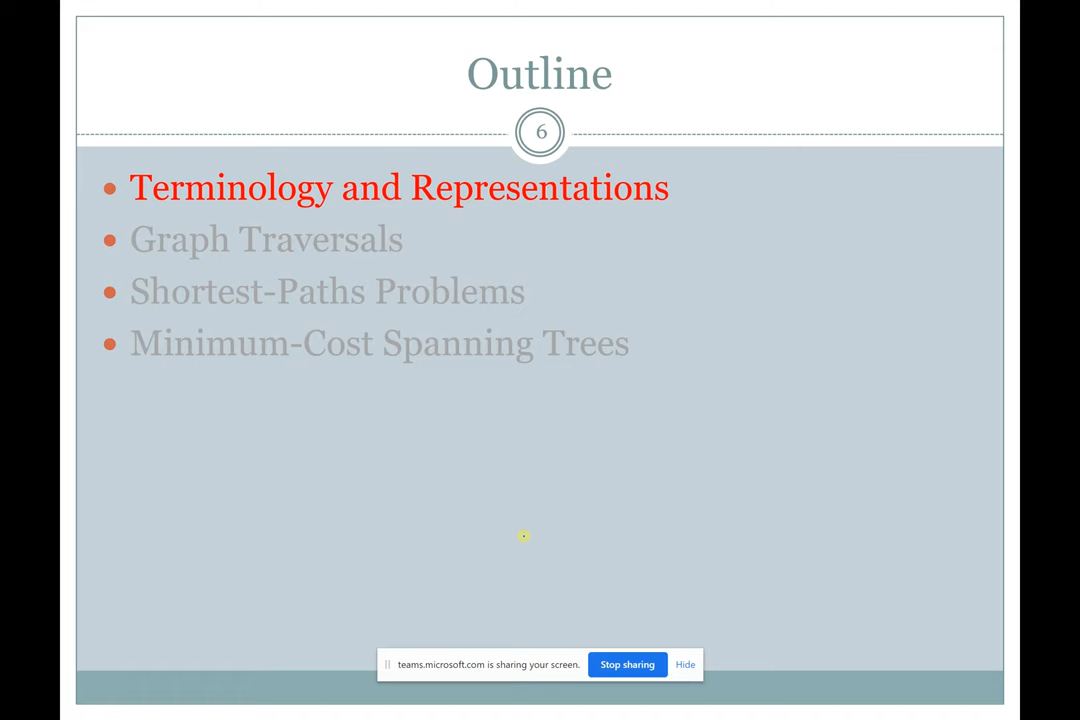 Outline
6
Terminology and Representations
Graph Traversals
Shortest-Paths Problems
Minimum-Cost Spanning Trees
teams.microsoft.com is sharing your screen. Stop sharing Hide